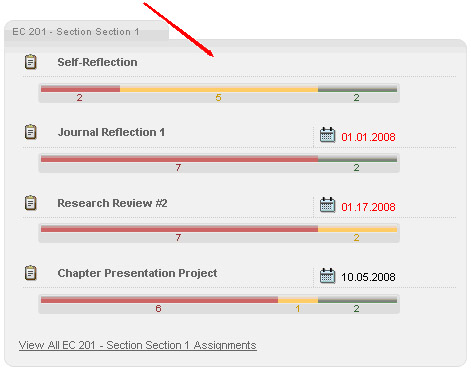 EC 201 - Section Section 1
Self-Reflection
2 5 2
Journal Reflection 1 01.01.2008
7 2
Research Review #2 01.17.2008
7 2
Chapter Presentation Project 10.05.2008
6 1 2
View All EC 201 - Section Section 1 Assignments